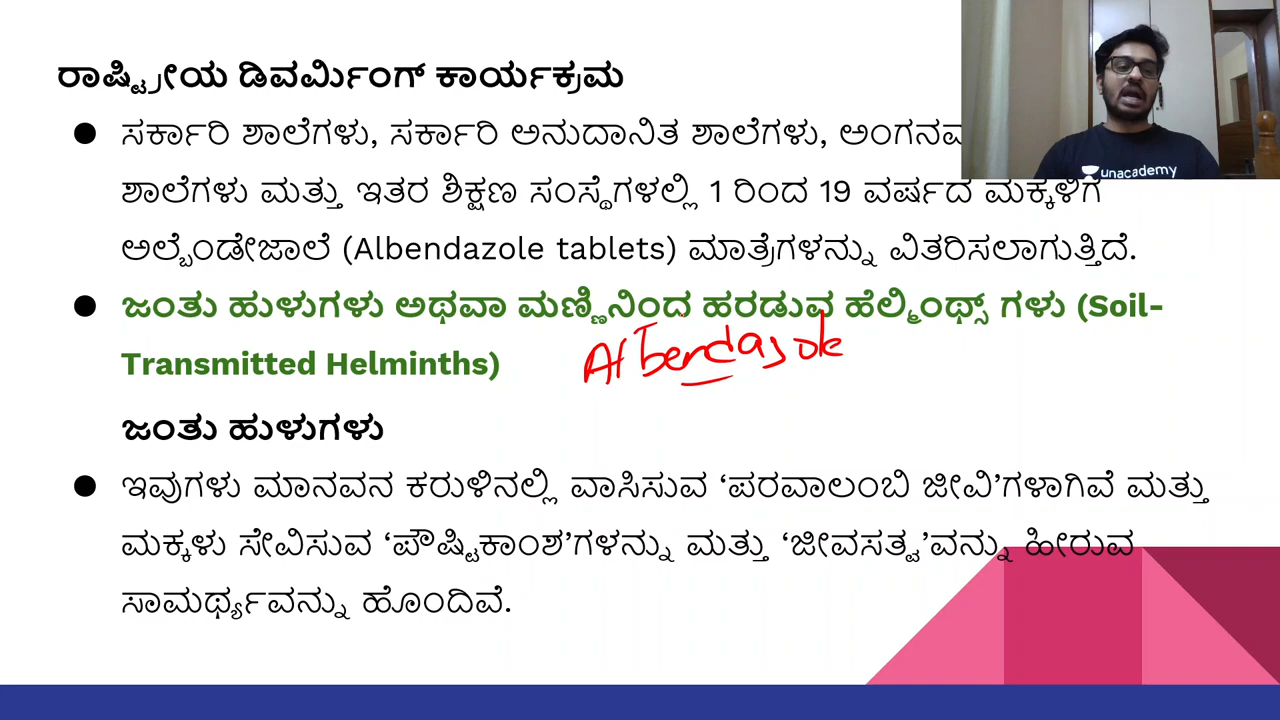 ರಾಷ್ಟ್ರೀಯ ಡಿವರ್ಮಿಂಗ್ ಕಾರ್ಯಕ್ರಮ
● ಸರ್ಕಾರಿ ಶಾಲೆಗಳು, ಸರ್ಕಾರಿ ಅನುದಾನಿತ ಶಾಲೆಗಳು,
unacademy
ಶಾಲೆಗಳು ಮತ್ತು ಇತರ ಶಿಕ್ಷಣ ಸಂಸ್ಥೆಗಳಲ್ಲಿ 1 ರಿಂದ 19 ವರ್ಷದ ಮಕ್ಕಳಿಗೆ
ಅಲ್ಬೆಂಡೇಜಾಲೆ (Albendazole tablets) ಮಾತ್ರೆಗಳನ್ನು ವಿತರಿಸಲಾಗುತ್ತಿದೆ.
● ಜಂತು ಹುಳುಗಳು ಅಥವಾ ಮಣ್ಣಿನಿಂದ ಹರಡುವ ಹೆಲ್ಮಿಂಥ್ಸ್ ಗಳು (Soil-
Transmitted Helminths)
Albendazole
ಜಂತು ಹುಳುಗಳು
● ಇವುಗಳು ಮಾನವನ ಕರುಳಿನಲ್ಲಿ ವಾಸಿಸುವ ‘ಪರವಾಲಂಬಿ ಜೀವಿ’ಗಳಾಗಿವೆ ಮತ್ತು
ಮಕ್ಕಳು ಸೇವಿಸುವ ‘ಪೌಷ್ಟಿಕಾಂಶ’ಗಳನ್ನು ಮತ್ತು ‘ಜೀವಸತ್ವ’ವನ್ನು ಹೀರುವ
ಸಾಮರ್ಥ್ಯವನ್ನು ಹೊಂದಿವೆ.